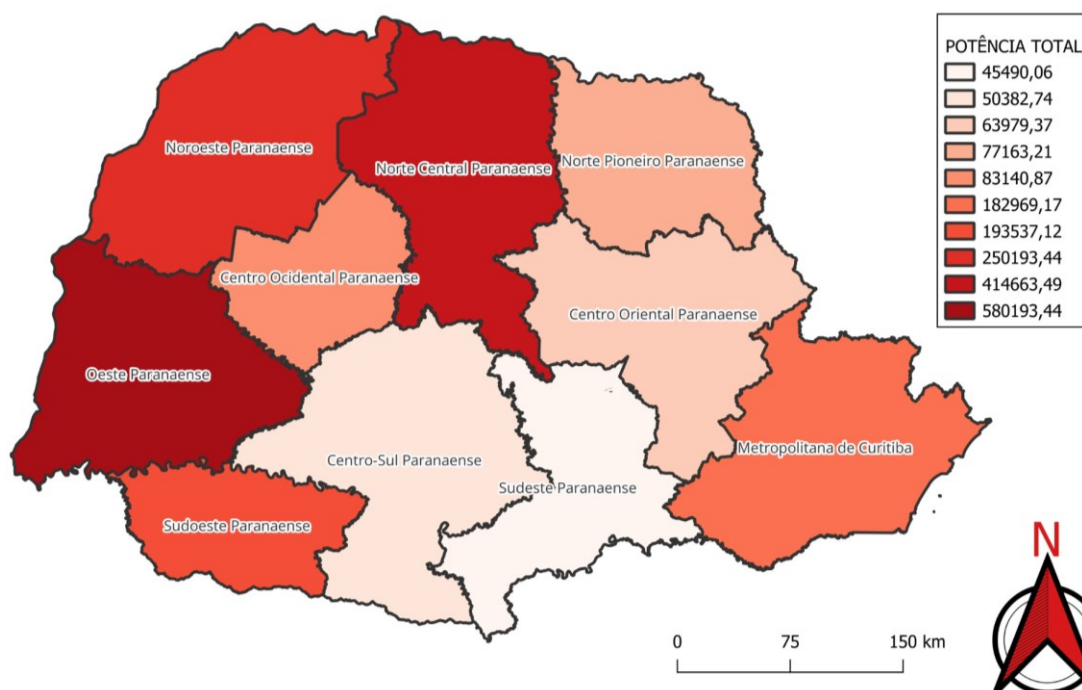 POTÊNCIA TOTAL
45490,06
50382,74
63979,37
77163,21
83140,87
182969,17
193537,12
250193,44
414663,49
580193,44
Noroeste Paranaense
Norte Central Paranaense
Norte Pioneiro Paranaense
Centro Ocidental Paranaense
Centro Oriental Paranaense
Oeste Paranaense
Metropolitana de Curitiba
Centro-Sul Paranaense
Sudeste Paranaense
Sudoeste Paranaense
N
0 75 150 km